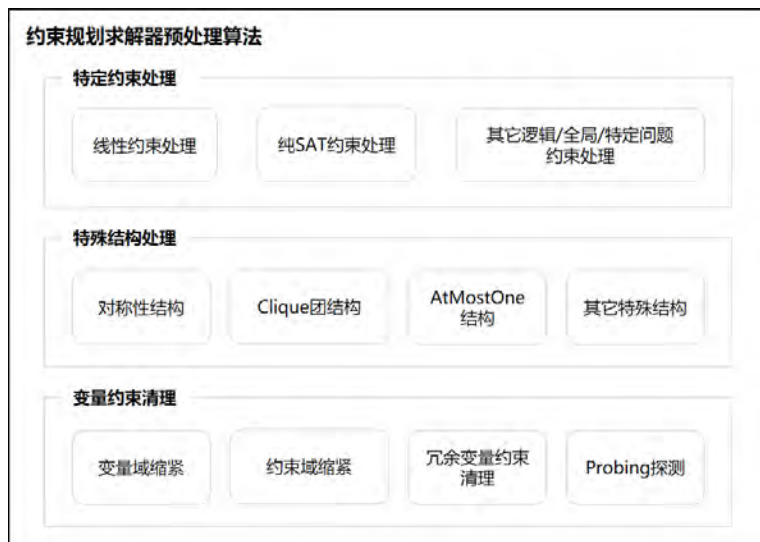 约束规划求解器预处理算法
特定约束处理
线性约束处理
纯SAT约束处理
其它逻辑/全局/特定问题
约束处理
特殊结构处理
对称性结构
Clique团结构
AtMostOne
结构
其它特殊结构
变量约束清理
变量域缩紧
约束域缩紧
冗余变量约束
清理
Probing探测